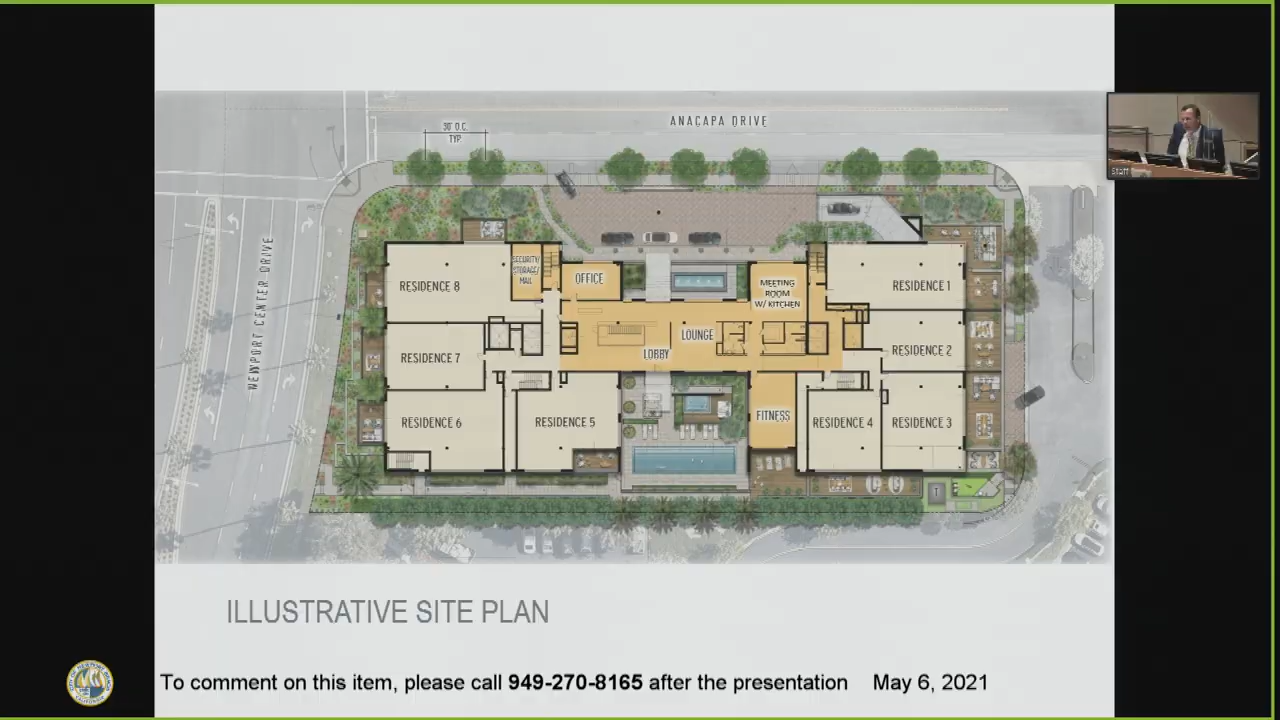 ANACAPA DRIVE
30' O.C.
TYP.
Staff
NEWPORT CENTER DRIVE
RESIDENCE 8
SECURITY/
STORAGE/
MAIL
OFFICE
MEETING
ROOM
W/ KITCHEN
RESIDENCE 1
RESIDENCE 7
LOBBY
LOUNGE
RESIDENCE 2
RESIDENCE 6
RESIDENCE 5
FITNESS
RESIDENCE 4
RESIDENCE 3
T
ILLUSTRATIVE SITE PLAN
To comment on this item, please call 949-270-8165 after the presentation May 6, 2021